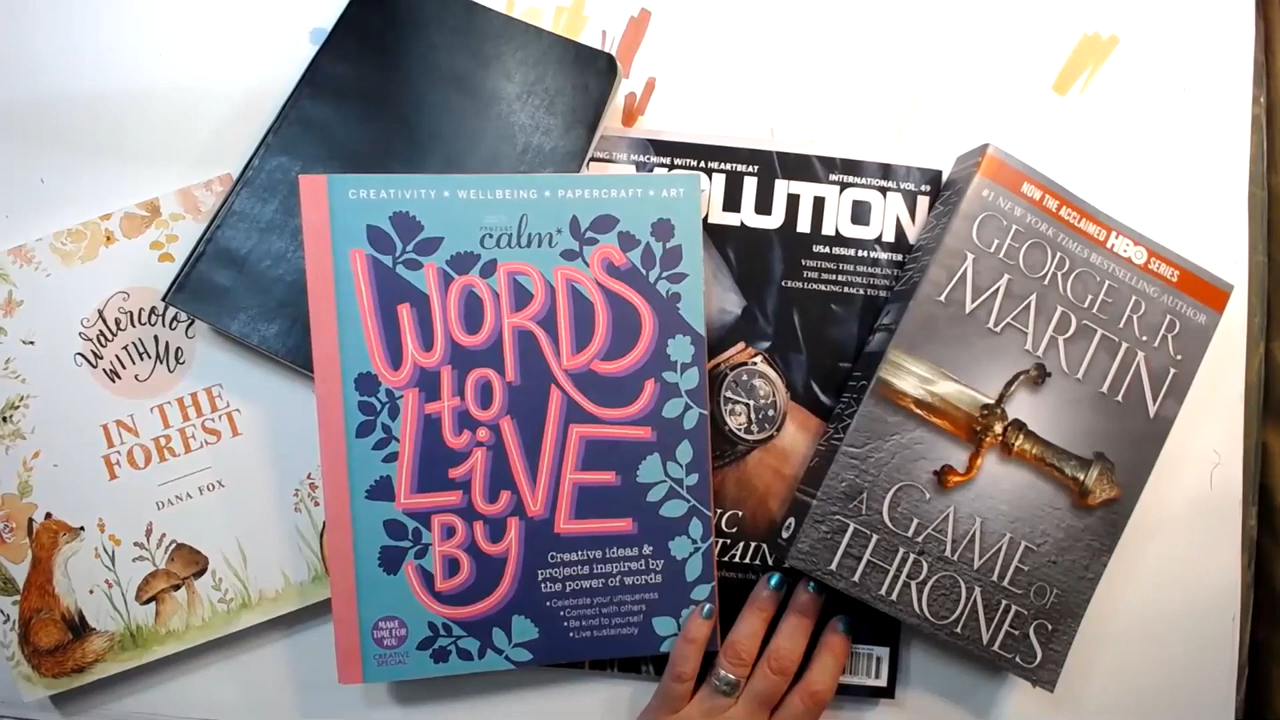 Watercolor
WITH Me
IN THE
FOREST
DANA FOX
CREATIVITY * WELLBEING * PAPERCRAFT * ART
PROJECT
calm*
WORDS
to
LiVE
BY
Creative ideas &
projects inspired by
the power of words
• Celebrate your uniqueness
• Connect with others
• Be kind to yourself
• Live sustainably
MAKE
TIME FOR
YOU
CREATIVE
SPECIAL
THE MACHINE WITH A HEARTBEAT
INTERNATIONAL VOL. 49
OLUTION
USA ISSUE 84 WINTER
VISITING THE SHAOLIN
THE 2018 REVOLUTION
CEOS LOOKING BACK TO
NOW THE ACCLAIMED HBO SERIES
#1 NEW YORK TIMES BESTSELLING AUTHOR
GEORGE R. R.
MARTIN
A GAME OF
THRONES